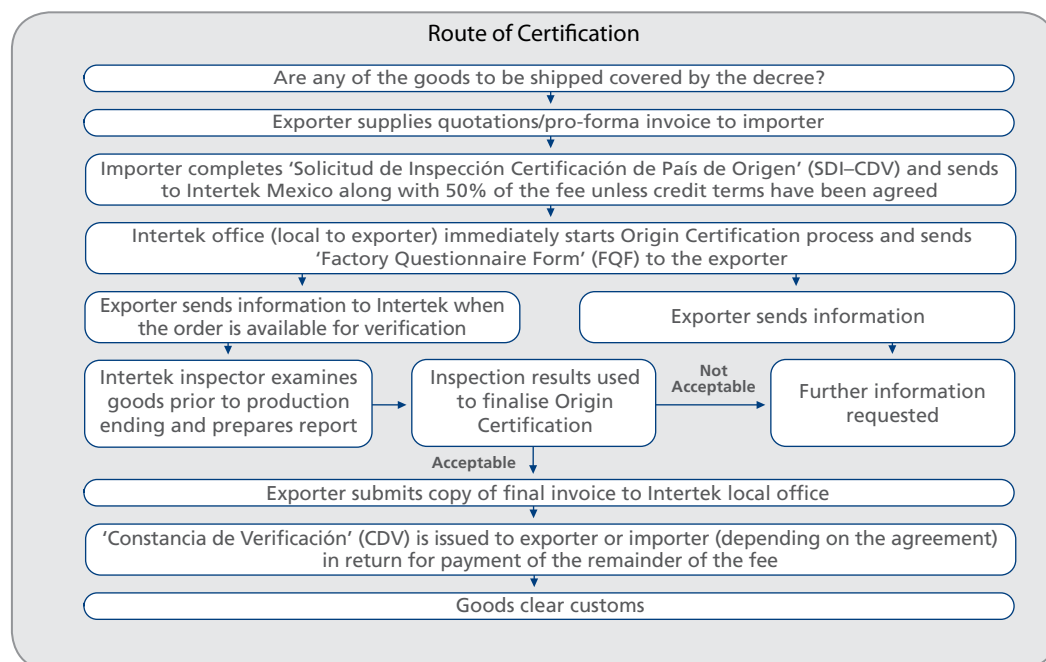 Route of Certification
Are any of the goods to be shipped covered by the decree?
Exporter supplies quotations/pro-forma invoice to importer
Importer completes ‘Solicitud de Inspección Certificación de País de Origen’ (SDI–CDV) and sends
to Intertek Mexico along with 50% of the fee unless credit terms have been agreed
Intertek office (local to exporter) immediately starts Origin Certification process and sends
‘Factory Questionnaire Form’ (FQF) to the exporter
Exporter sends information to Intertek when
the order is available for verification
Exporter sends information
Intertek inspector examines
goods prior to production
ending and prepares report
Inspection results used
to finalise Origin
Certification
Not
Acceptable
Further information
requested
Acceptable
Exporter submits copy of final invoice to Intertek local office
‘Constancia de Verificación’ (CDV) is issued to exporter or importer (depending on the agreement)
in return for payment of the remainder of the fee
Goods clear customs